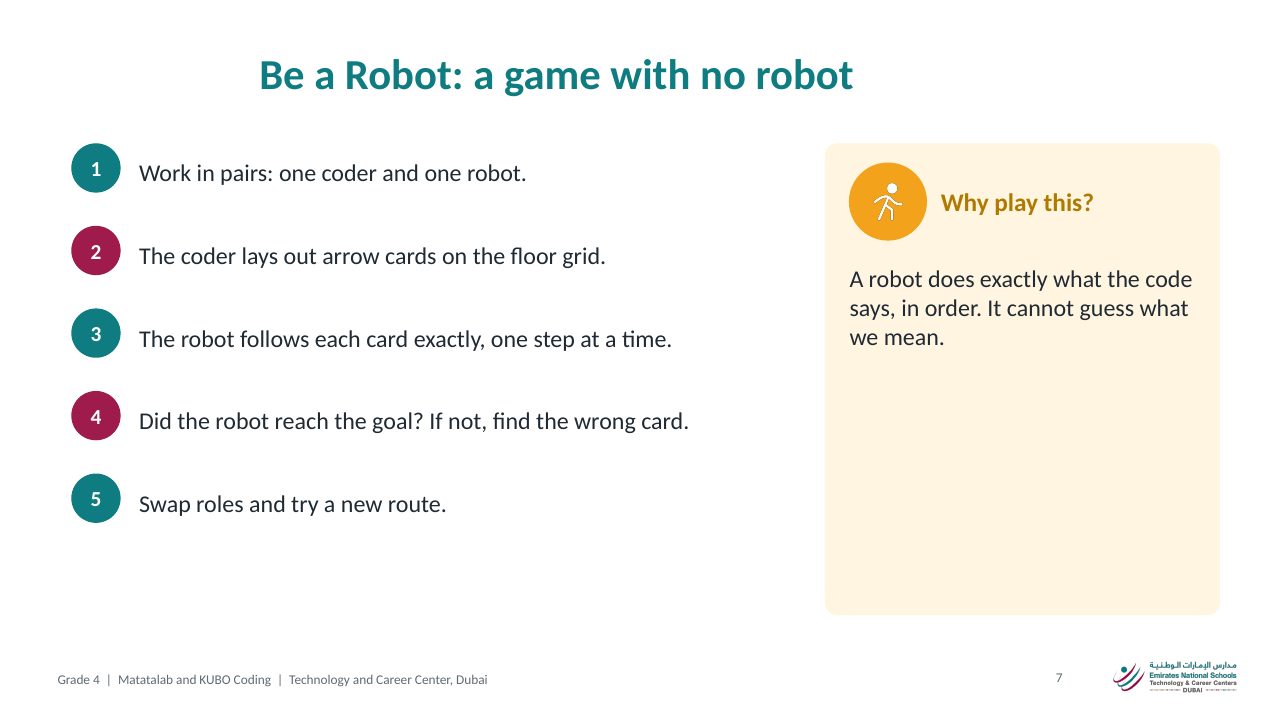 Be a Robot: a game with no robot
1
Work in pairs: one coder and one robot.
2
The coder lays out arrow cards on the floor grid.
3
The robot follows each card exactly, one step at a time.
4
Did the robot reach the goal? If not, find the wrong card.
5
Swap roles and try a new route.
Why play this?
A robot does exactly what the code
says, in order. It cannot guess what
we mean.
Grade 4 | Matatalab and KUBO Coding | Technology and Career Center, Dubai
7
مدارس الإمارات الوطنية
Emirates National Schools
Technology & Career Centers
DUBAI